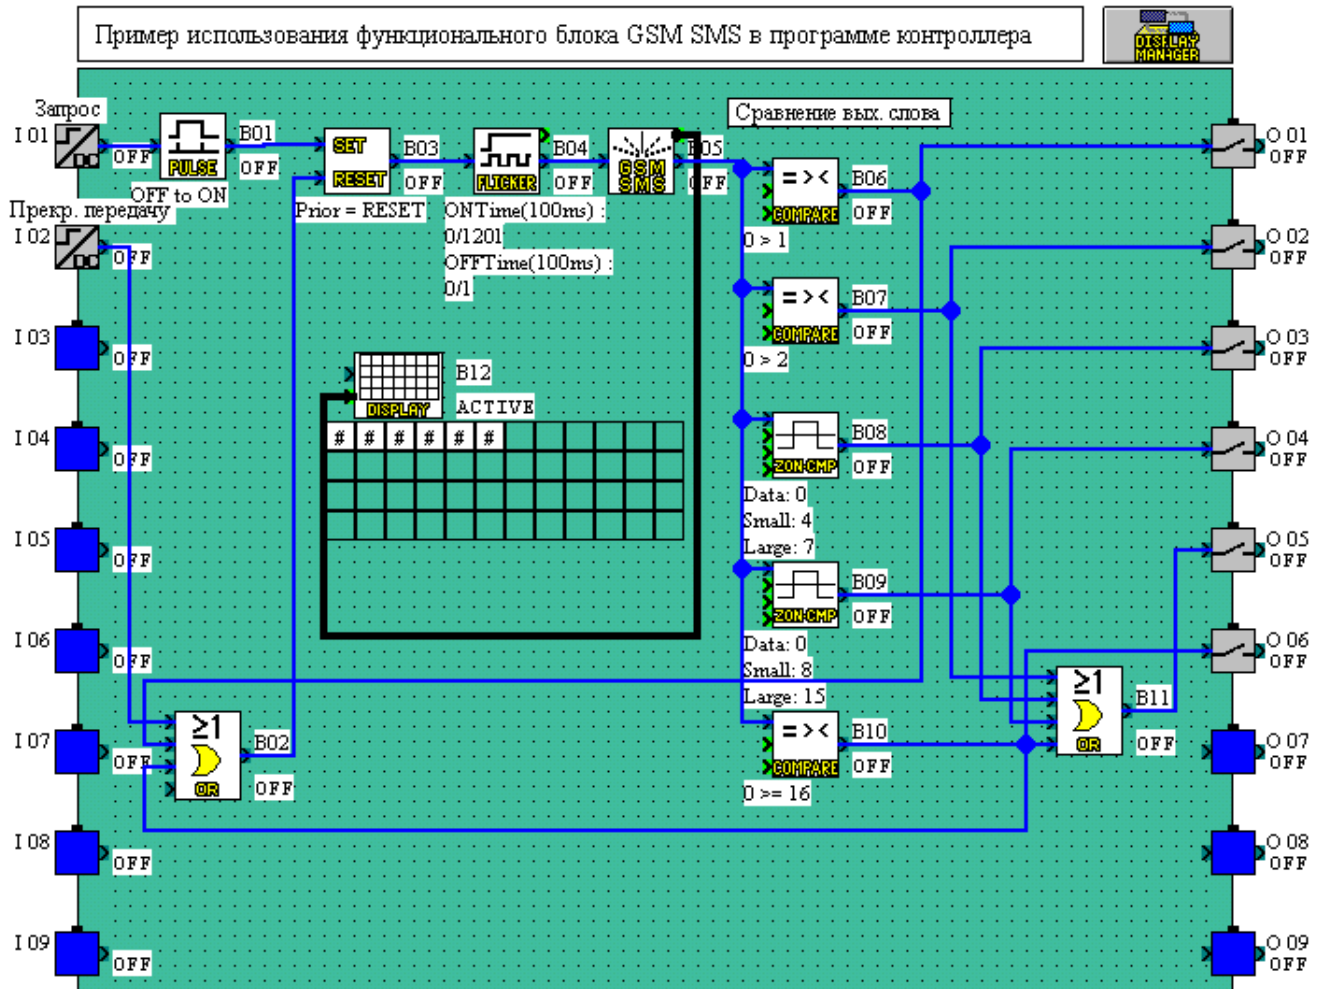 Пример использования функционального блока GSM SMS в программе контроллера
DISPLAY
MANAGER
Запрос
I 01
DC
OFF
PULSE
B01
OFF
OFF to ON
SET
RESET
B03
OFF
Prior = RESET
FLICKER
B04
OFF
ONTime(100ms) :
0/1201
OFFTime(100ms) :
0/1
GSM
SMS
B05
OFF
Сравнение вых. слова
= > <
COMPARE
B06
OFF
0 > 1
O 01
OFF
Прекр. передачу
I 02
DC
OFF
= > <
COMPARE
B07
OFF
0 > 2
O 02
OFF
I 03
OFF
O 03
OFF
DISPLAY
B12
ACTIVE
# # # # # #
I 04
OFF
ZON-CMP
B08
OFF
Data: 0
Small: 4
Large: 7
O 04
OFF
I 05
OFF
ZON-CMP
B09
OFF
Data: 0
Small: 8
Large: 15
O 05
OFF
I 06
OFF
O 06
OFF
≥1
OR
B02
OFF
= > <
COMPARE
B10
OFF
0 >= 16
≥1
OR
B11
OFF
I 07
OFF
O 07
OFF
I 08
OFF
O 08
OFF
I 09
OFF
O 09
OFF